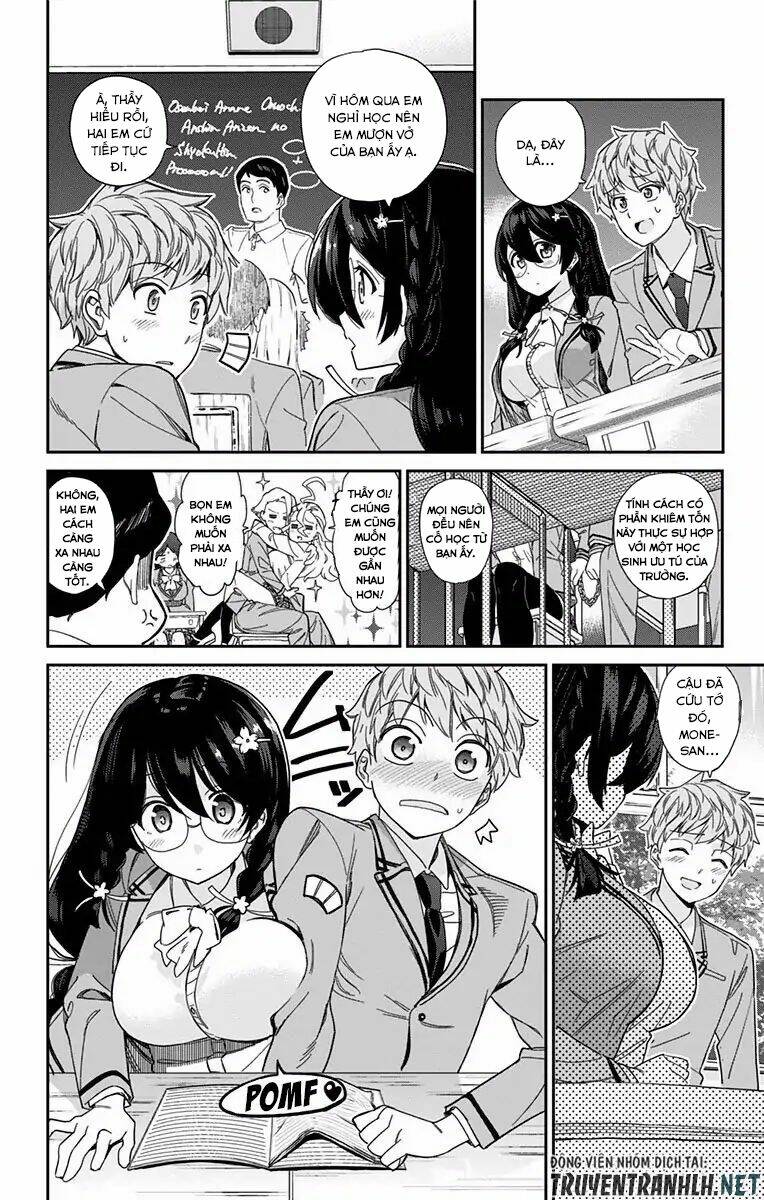 DẠ, ĐÂY
LÀ...
VÌ HÔM QUA EM
NGHỈ HỌC NÊN
EM MƯỢN VỞ
CỦA BẠN ẤY Ạ.
À, THẦY
HIỂU RỒI,
HAI EM CỨ
TIẾP TỤC
ĐI.
TÍNH CÁCH CÓ
PHẦN KHIÊM TỐN
NÀY THỰC SỰ HỢP
VỚI MỘT HỌC
SINH ƯU TÚ CỦA
TRƯỜNG.
MỌI NGƯỜI
ĐỀU NÊN
CỐ HỌC TỪ
BẠN ẤY.
THẦY ƠI!
CHÚNG
EM CŨNG
MUỐN
ĐƯỢC
GẦN
NHAU HƠN!
BỌN EM
KHÔNG
MUỐN
PHẢI XA
NHAU!
KHÔNG,
HAI EM
CÁCH
CÀNG
XA NHAU
CÀNG
TỐT.
CẬU ĐÃ
CỨU TỚ
ĐÓ,
MONE-
SAN...
POMF
ĐỘNG VIÊN NHÓM DỊCH TẠI:
TRUYENTRANHLH.NET